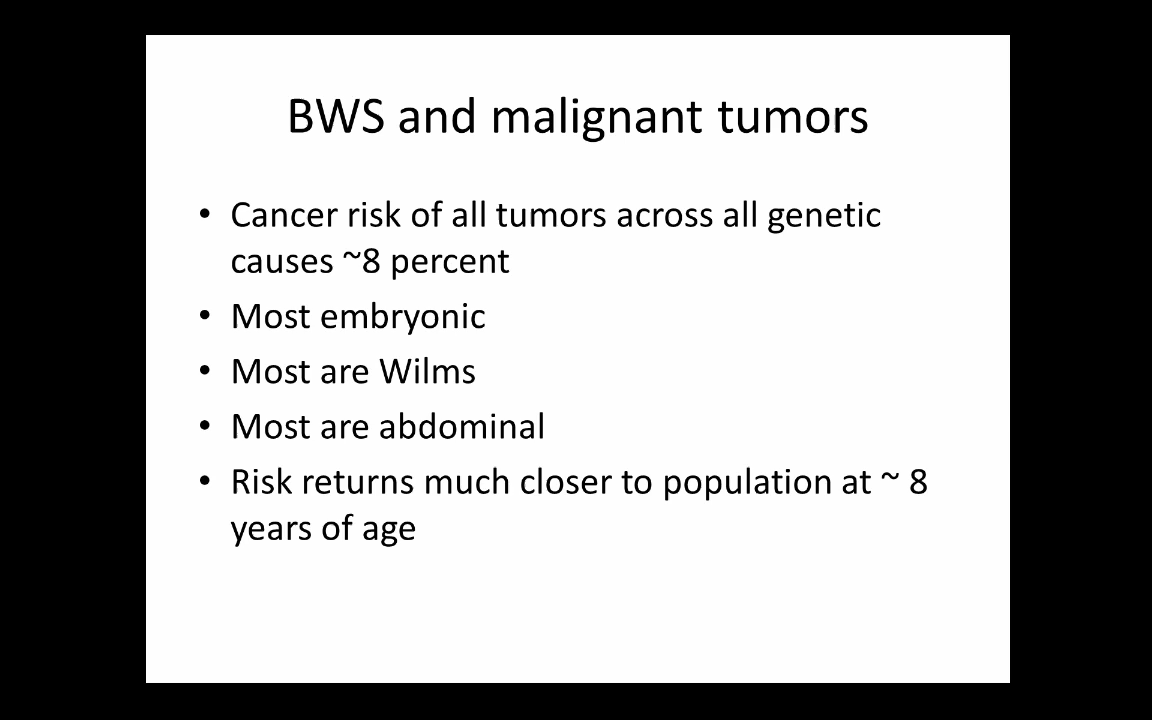 BWS and malignant tumors
• Cancer risk of all tumors across all genetic
causes ~8 percent
• Most embryonic
• Most are Wilms
• Most are abdominal
• Risk returns much closer to population at ~ 8
years of age